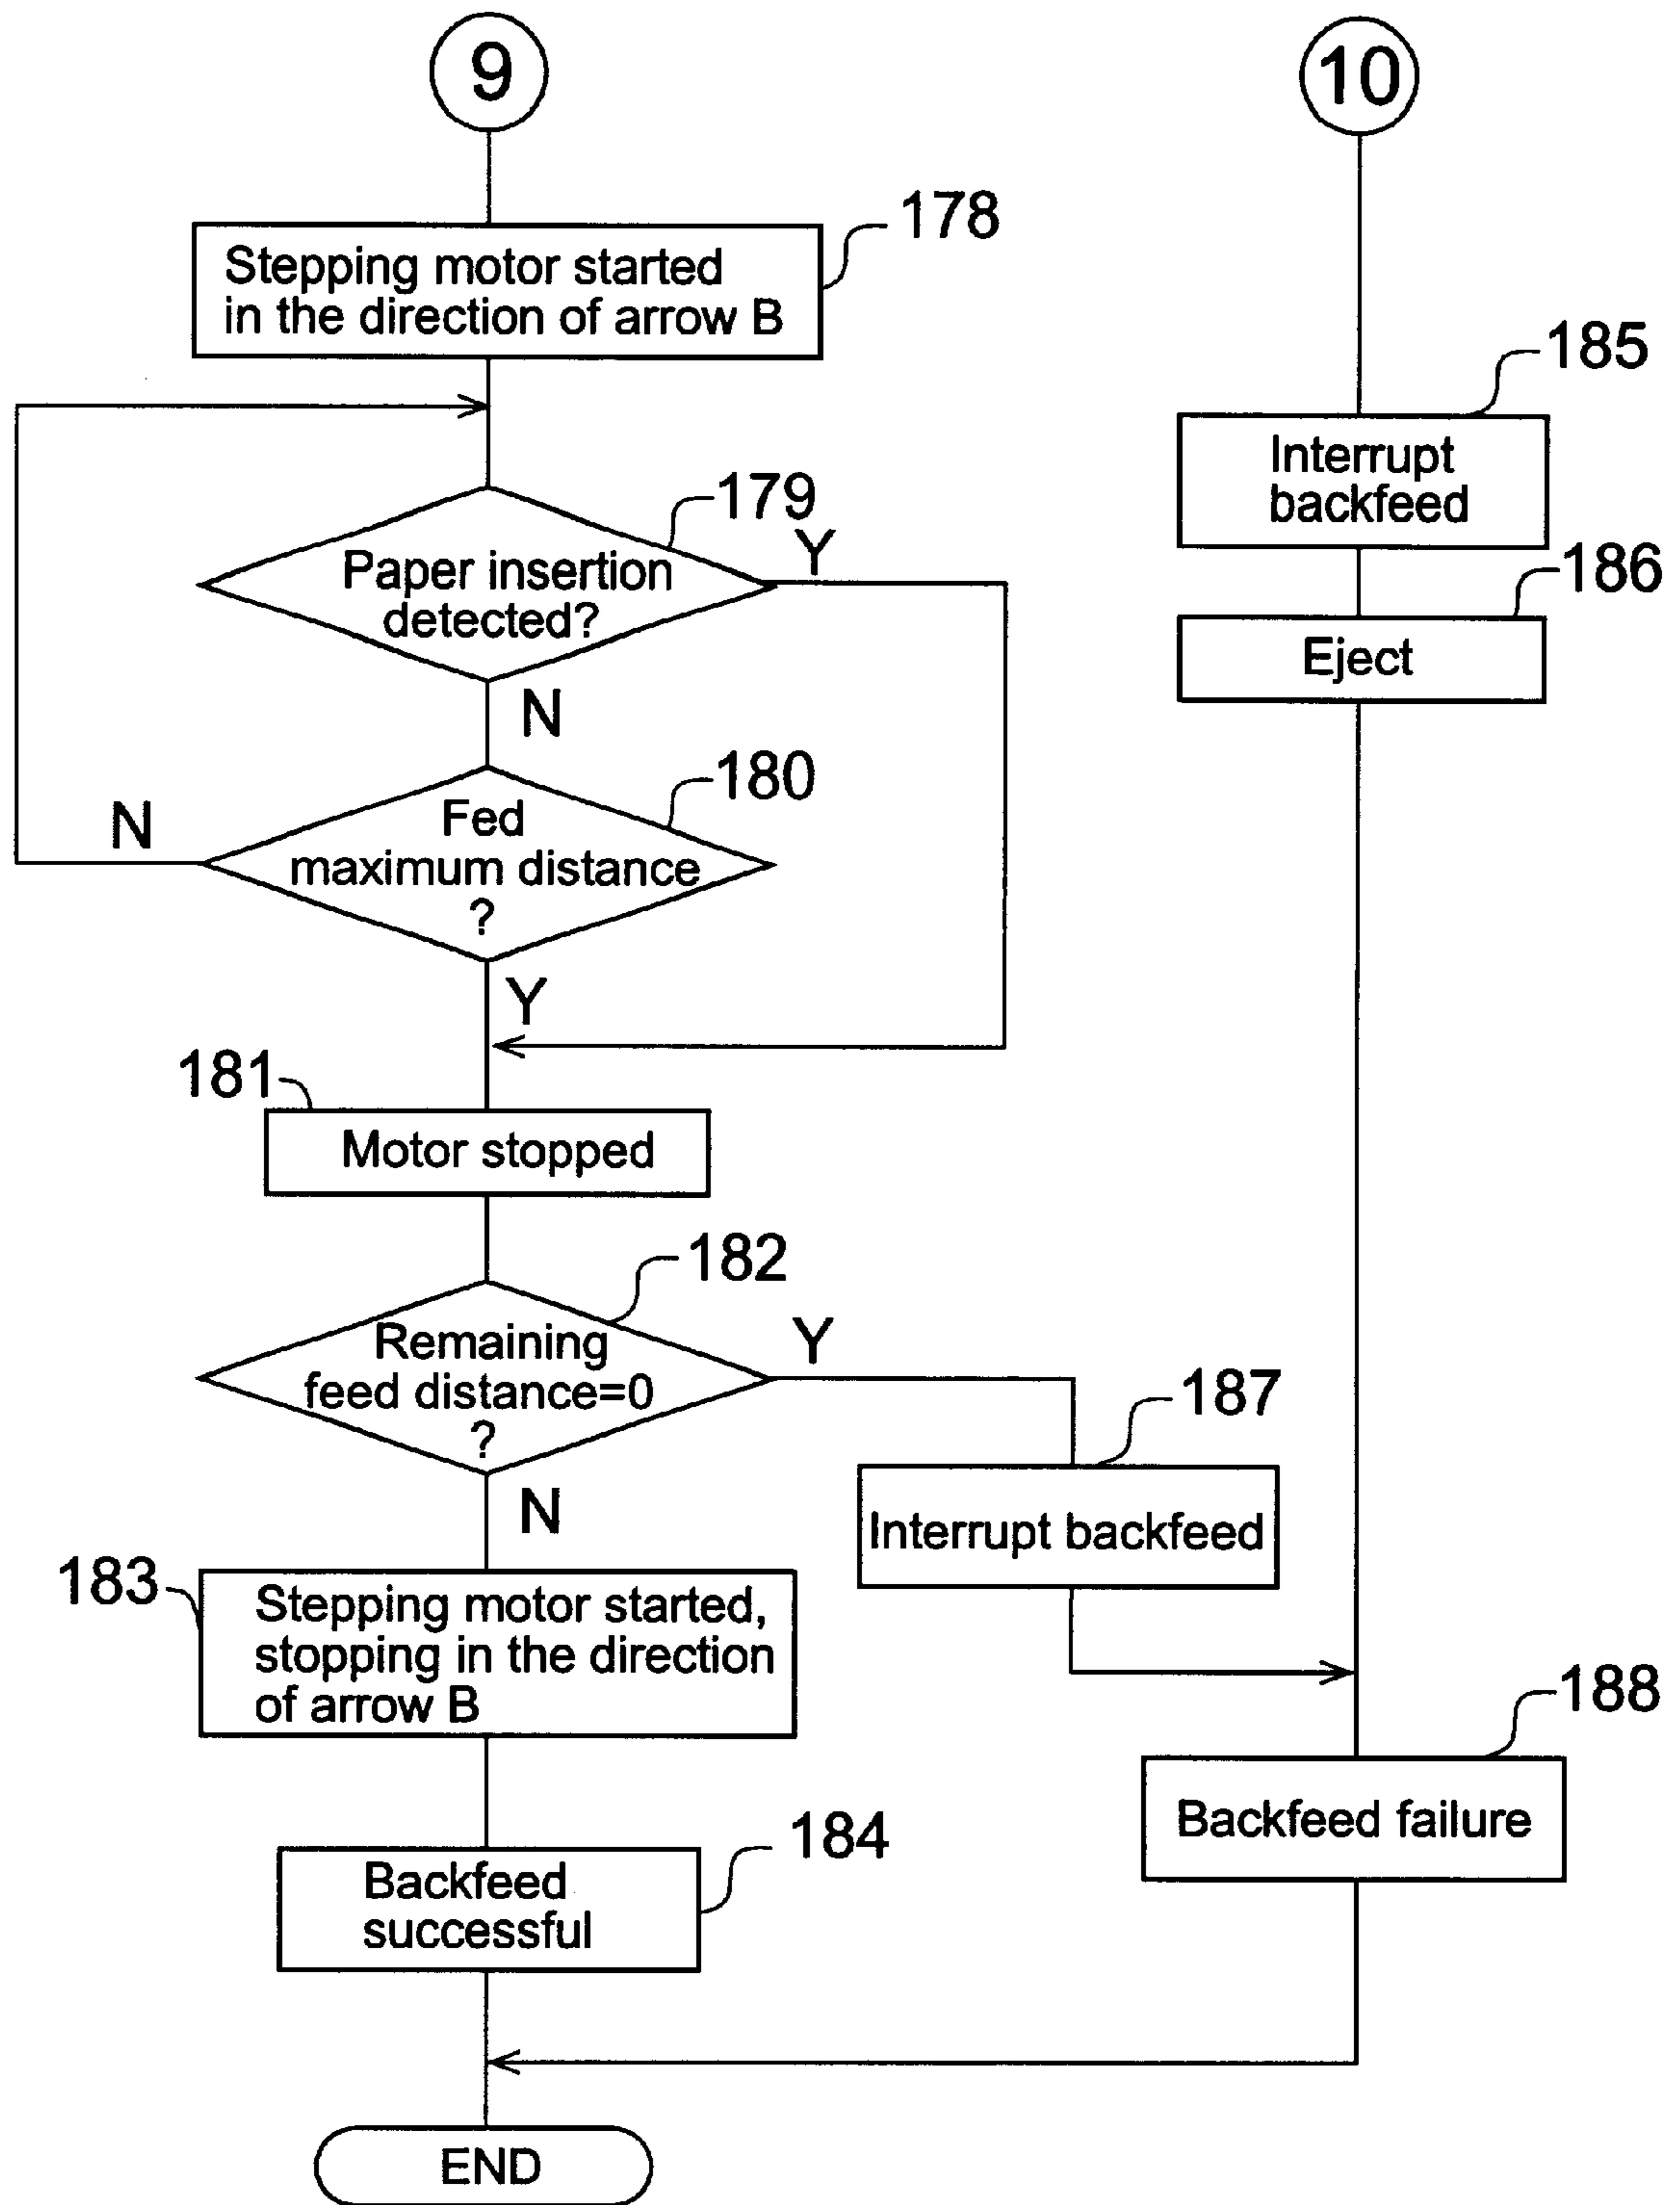 9
10
178
Stepping motor started
in the direction of arrow B
185
Interrupt
backfeed
179
Y
Paper insertion
detected?
186
Eject
N
180
N
Fed
maximum distance
?
Y
181
Motor stopped
182
Y
Remaining
feed distance=0
?
187
N
Interrupt backfeed
183
Stepping motor started,
stopping in the direction
of arrow B
188
Backfeed failure
184
Backfeed
successful
END